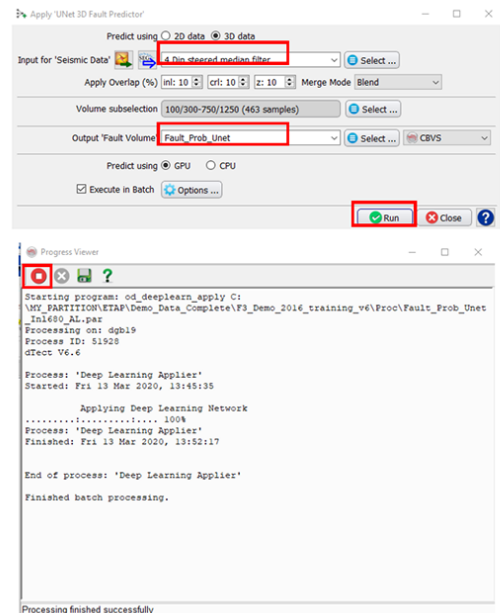 Apply 'UNet 3D Fault Predictor'
Predict using 2D data 3D data
Input for 'Seismic Data' 4 Dip steered median filter Select ...
Apply Overlap (%) inl: 10 crl: 10 z: 10 Merge Mode Blend
Volume subselection 100/300-750/1250 (463 samples) Select ...
Output 'Fault Volume' Fault_Prob_Unet Select ... CBVS
Predict using GPU CPU
Execute in Batch Options ...
Run Close ?
Progress Viewer
?
Starting program: od_deeplearn_apply C:
\MY_PARTITION\ETAP\Demo_Data_Complete\F3_Demo_2016_training_v6\Proc\Fault_Prob_Unet
_Inl680_AL.par
Processing on: dgb19
Process ID: 51928
dTect V6.6
Process: 'Deep Learning Applier'
Started: Fri 13 Mar 2020, 13:45:35
Applying Deep Learning Network
.........:.........:.... 100%
Process: 'Deep Learning Applier'
Finished: Fri 13 Mar 2020, 13:52:17
End of process: 'Deep Learning Applier'
Finished batch processing.
Processing finished successfully